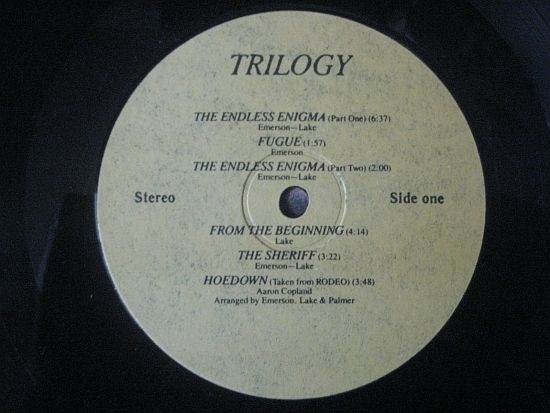 TRILOGY
THE ENDLESS ENIGMA (Part One) (6:37)
Emerson—Lake
FUGUE (1:57)
Emerson
THE ENDLESS ENIGMA (Part Two) (2:00)
Emerson—Lake
Stereo
Side one
FROM THE BEGINNING (4:14)
Lake
THE SHERIFF (3:22)
Emerson—Lake
HOEDOWN (Taken from RODEO) (3:48)
Aaron Copland
Arranged by Emerson, Lake & Palmer